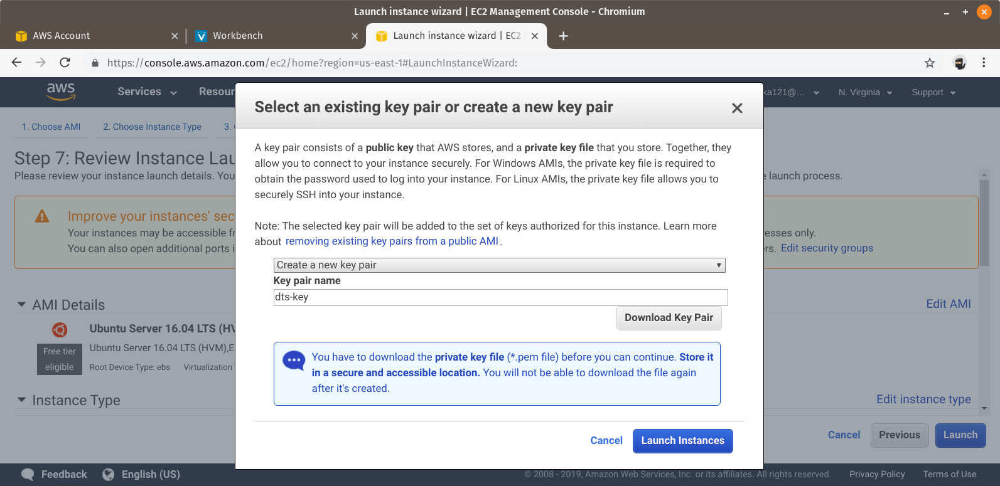 Launch instance wizard | EC2 Management Console - Chromium
AWS Account
Workbench
Launch instance wizard | EC2
https://console.aws.amazon.com/ec2/home?region=us-east-1#LaunchInstanceWizard:
aws
Services
Resour
ka121@...
N. Virginia
Support
1. Choose AMI
2. Choose Instance Type
3.
Step 7: Review Instance Lau
Please review your instance launch details. You
launch process.
Improve your instances' sec
Your instances may be accessible fr
resses only.
You can also open additional ports i
rs. Edit security groups
AMI Details
Edit AMI
Ubuntu Server 16.04 LTS (HV
Free tier
eligible
Ubuntu Server 16.04 LTS (HVM),E
Root Device Type: ebs
Virtualization
Instance Type
Edit instance type
Cancel
Previous
Launch
Select an existing key pair or create a new key pair
A key pair consists of a public key that AWS stores, and a private key file that you store. Together, they
allow you to connect to your instance securely. For Windows AMIs, the private key file is required to
obtain the password used to log into your instance. For Linux AMIs, the private key file allows you to
securely SSH into your instance.
Note: The selected key pair will be added to the set of keys authorized for this instance. Learn more
about removing existing key pairs from a public AMI .
Create a new key pair
Key pair name
dts-key
Download Key Pair
You have to download the private key file (*.pem file) before you can continue. Store it
in a secure and accessible location. You will not be able to download the file again
after it's created.
Cancel
Launch Instances
Feedback
English (US)
© 2008 - 2019, Amazon Web Services, Inc. or its affiliates. All rights reserved.
Privacy Policy
Terms of Use